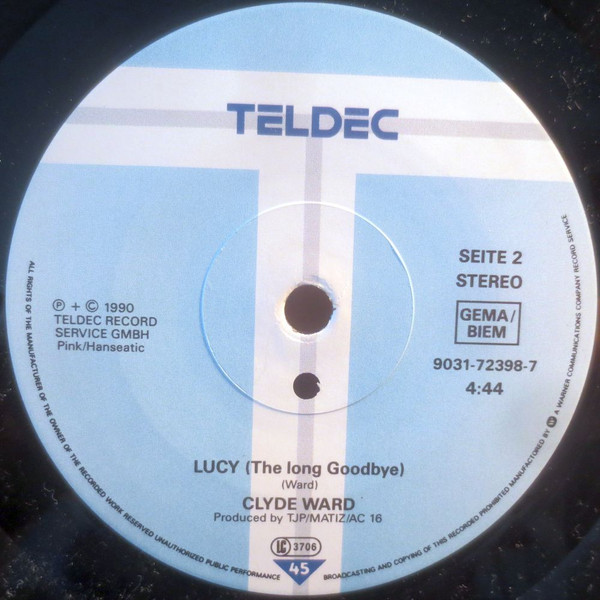 TELDEC
SEITE 2
STEREO
GEMA/
BIEM
9031-72398-7
4:44
℗ + © 1990
TELDEC RECORD
SERVICE GMBH
Pink/Hanseatic
LUCY (The long Goodbye)
(Ward)
CLYDE WARD
Produced by TJP/MATIZ/AC 16
LC 3706
45
ALL RIGHTS OF THE MANUFACTURER OF THE OWNER OF THE RECORDED WORK RESERVED UNAUTHORIZED PUBLIC PERFORMANCE BROADCASTING AND COPYING OF THIS RECORD PROHIBITED MANUFACTURED BY A WARNER COMMUNICATIONS COMPANY RECORD SERVICE